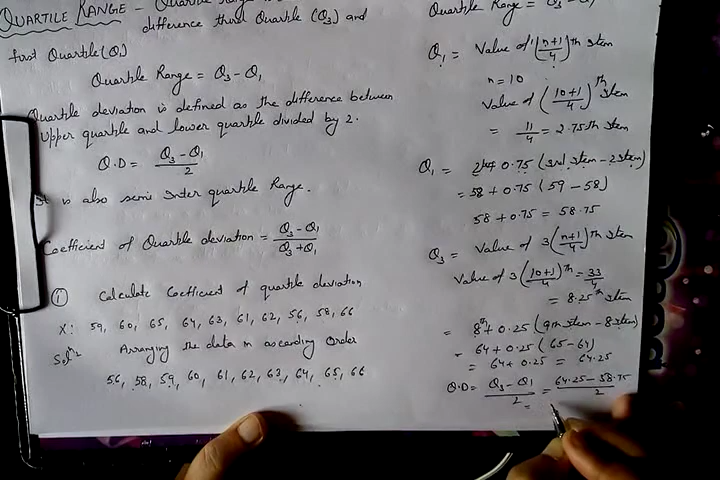 QUARTILE RANGE - Quartile
difference third Quartile (Q3) and
first Quartile (Q1)
Quartile Range = Q3 - Q1
Quartile deviation is defined as the difference between
Upper quartile and lower quartile divided by 2.
Q.D = Q3 - Q1 / 2
It is also semi Inter quartile Range.
Coefficient of Quartile deviation = Q3 - Q1 / Q3 + Q1
① Calculate Coefficient of quartile deviation
X: 59, 60, 65, 64, 63, 61, 62, 56, 58, 66
Sol:
Arranging the data in ascending Order
56, 58, 59, 60, 61, 62, 63, 64, 65, 66
Quartile Range = Q3 - Q1
Q1 = Value of (n+1/4)th item
n = 10
Value of (10+1/4)th item
= 11/4 = 2.75th item
Q1 = 2 + 0.75 (3rd item - 2 item)
= 58 + 0.75 (59 - 58)
58 + 0.75 = 58.75
Q3 = Value of 3(n+1/4)th item
Value of 3(10+1/4)th = 33/4
= 8.25th item
= 8th + 0.25 (9th item - 8 item)
= 64 + 0.25 (65 - 64)
= 64 + 0.25 = 64.25
Q.D = Q3 - Q1 / 2 = 64.25 - 58.75 / 2
=